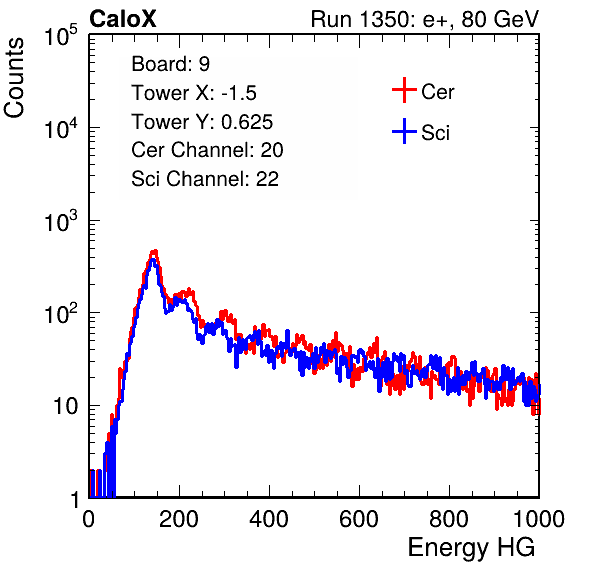 CaloX Run 1350: e+, 80 GeV
Counts
Board: 9
Tower X: -1.5
Tower Y: 0.625
Cer Channel: 20
Sci Channel: 22
Cer
Sci
10^5
10^4
10^3
10^2
10
1
0 200 400 600 800 1000
Energy HG